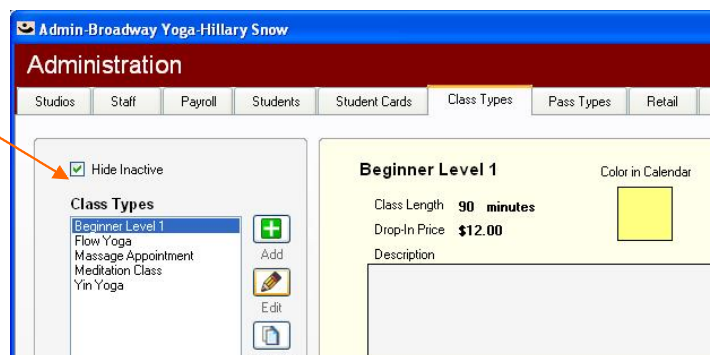 Admin-Broadway Yoga-Hillary Snow
Administration
Studios Staff Payroll Students Student Cards Class Types Pass Types Retail
Hide Inactive
Class Types
Beginner Level 1
Flow Yoga
Massage Appointment
Meditation Class
Yin Yoga
Add
Edit
Beginner Level 1
Color in Calendar
Class Length 90 minutes
Drop-In Price $12.00
Description